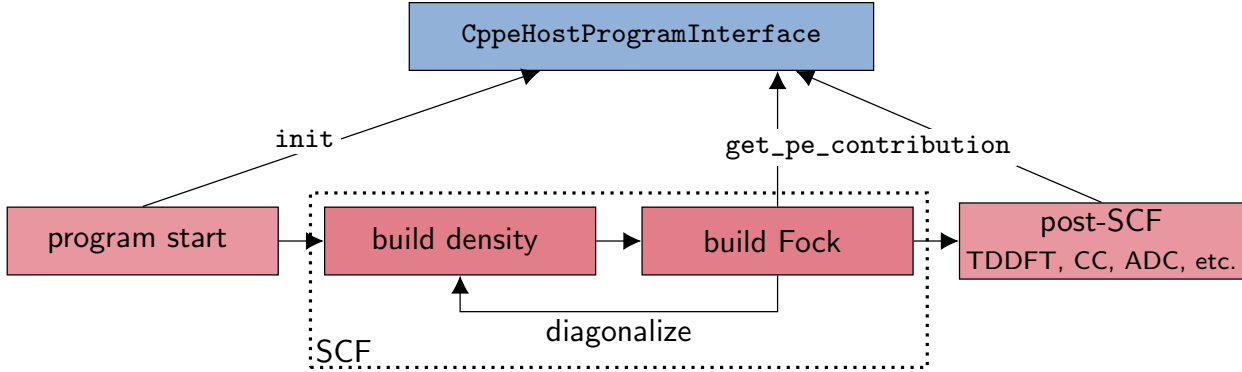 CppeHostProgramInterface
init
get_pe_contribution
program start
build density
build Fock
post-SCF
TDDFT, CC, ADC, etc.
diagonalize
SCF